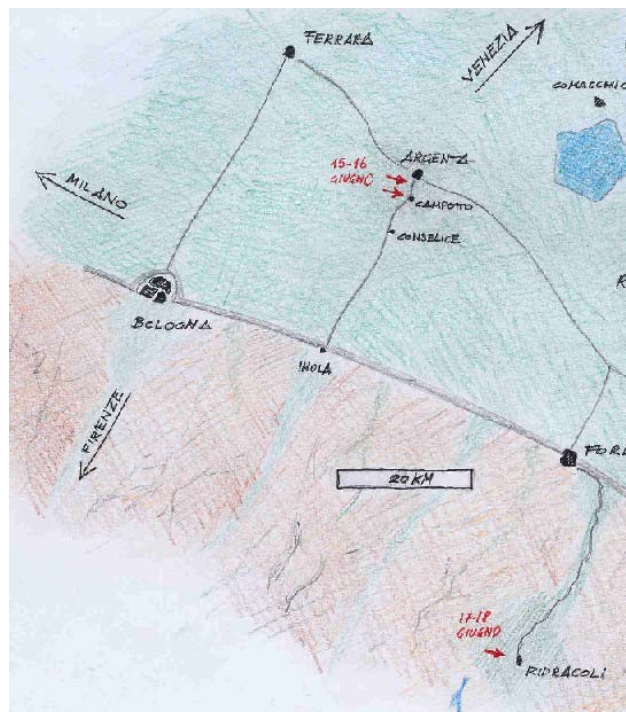 FERRARA
VENEZIA
COMACCHIO
15-16
GIUGNO
ARGENTA
CAMPOTTO
MILANO
CONSELICE
R
BOLOGNA
IMOLA
FIRENZE
FORL
20 KM
17-18
GIUGNO
RIDRACOLI